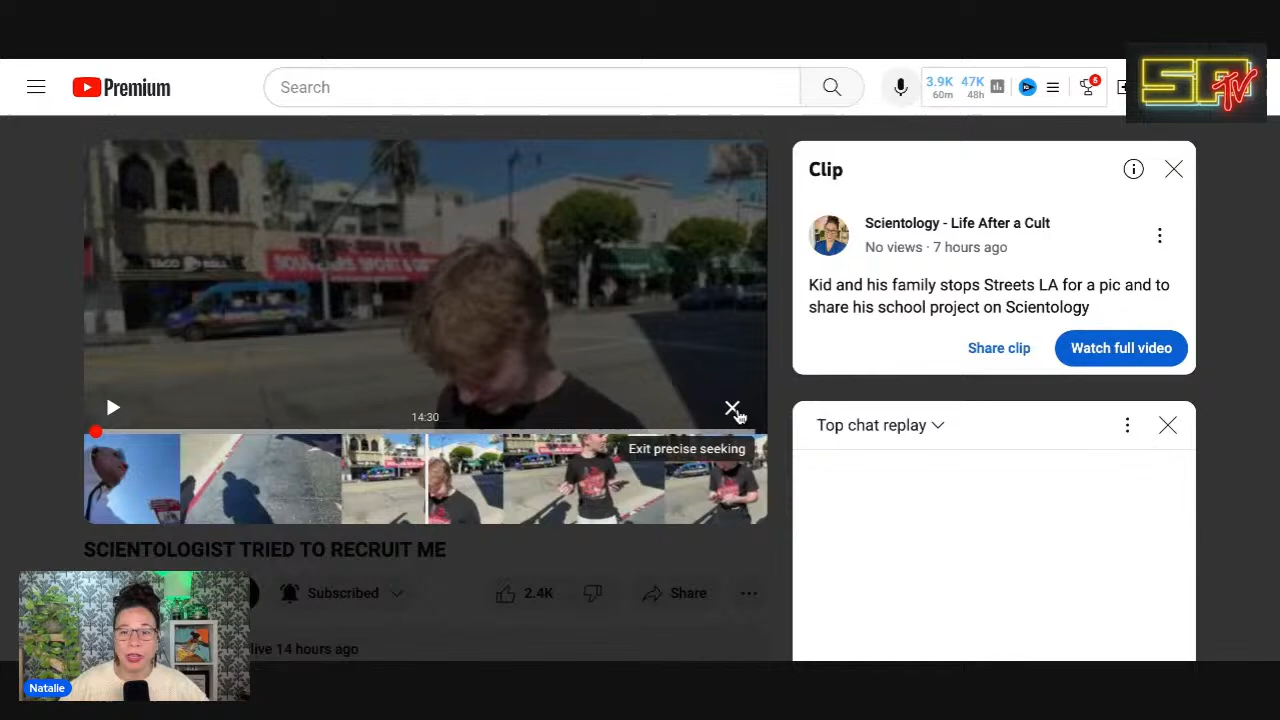 Premium
Search
3.9K 47K
60m 48h
6
SPTV
Clip
Scientology - Life After a Cult
No views · 7 hours ago
Kid and his family stops Streets LA for a pic and to
share his school project on Scientology
Share clip
Watch full video
14:30
Exit precise seeking
Top chat replay
SCIENTOLOGIST TRIED TO RECRUIT ME
Subscribed
2.4K
Share
live 14 hours ago
Natalie